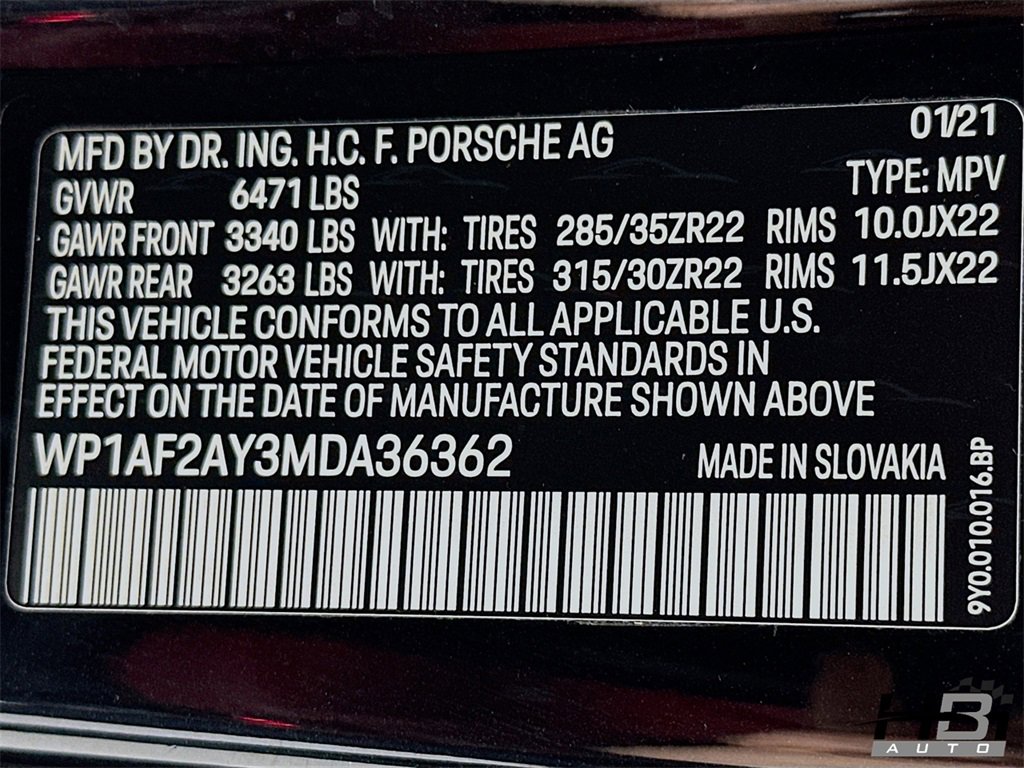 MFD BY DR. ING. H.C. F. PORSCHE AG 01/21
GVWR 6471 LBS TYPE: MPV
GAWR FRONT 3340 LBS WITH: TIRES 285/35ZR22 RIMS 10.0JX22
GAWR REAR 3263 LBS WITH: TIRES 315/30ZR22 RIMS 11.5JX22
THIS VEHICLE CONFORMS TO ALL APPLICABLE U.S.
FEDERAL MOTOR VEHICLE SAFETY STANDARDS IN
EFFECT ON THE DATE OF MANUFACTURE SHOWN ABOVE
WP1AF2AY3MDA36362 MADE IN SLOVAKIA
9Y0.010.016.BP
AUTO